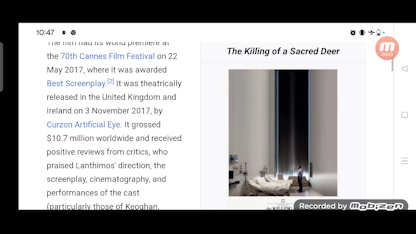 10:47
The film had its world premiere at
the 70th Cannes Film Festival on 22
May 2017, where it was awarded
Best Screenplay.[2] It was theatrically
released in the United Kingdom and
Ireland on 3 November 2017, by
Curzon Artificial Eye. It grossed
$10.7 million worldwide and received
positive reviews from critics, who
praised Lanthimos' direction, the
screenplay, cinematography, and
performances of the cast
(particularly those of Keoghan,
The Killing of a Sacred Deer
THE KILLING
Recorded by MOBIZEN